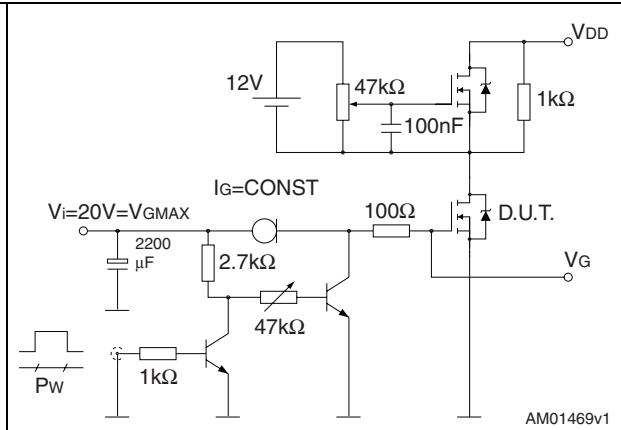 VDD
12V
47kΩ
1kΩ
100nF
IG=CONST
Vi=20V=VGMAX
100Ω
D.U.T.
2200
μF
2.7kΩ
VG
47kΩ
1kΩ
PW
AM01469v1